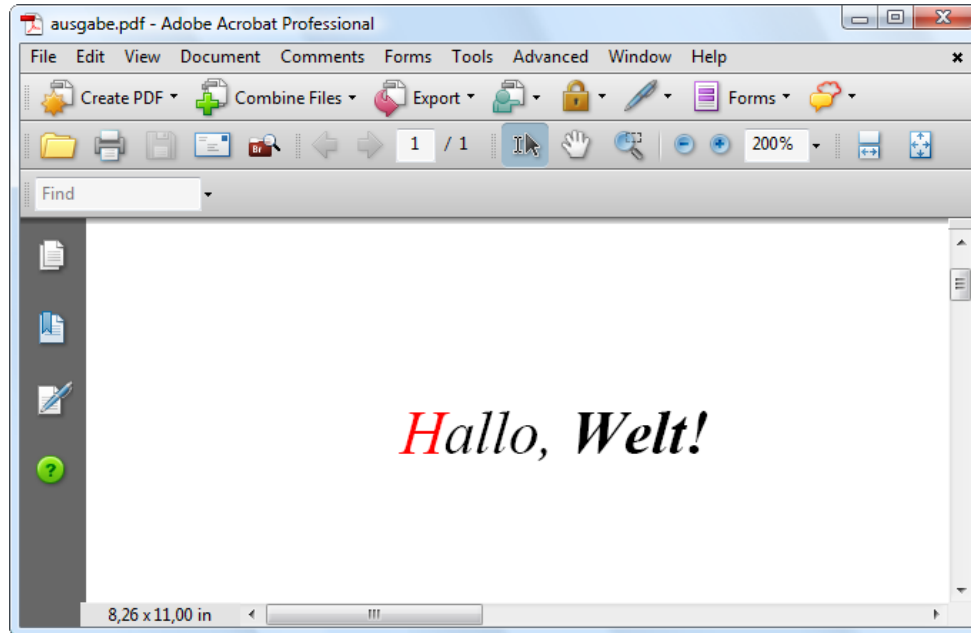 ausgabe.pdf - Adobe Acrobat Professional
File Edit View Document Comments Forms Tools Advanced Window Help
Create PDF Combine Files Export Forms
Br 1 / 1 200%
Find
Hallo, Welt!
?
8,26 x 11,00 in